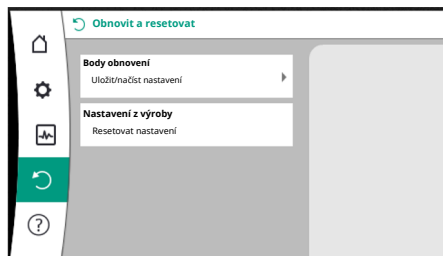 Obnovit a resetovat
Body obnovení
Uložit/načíst nastavení
Nastavení z výroby
Resetovat nastavení